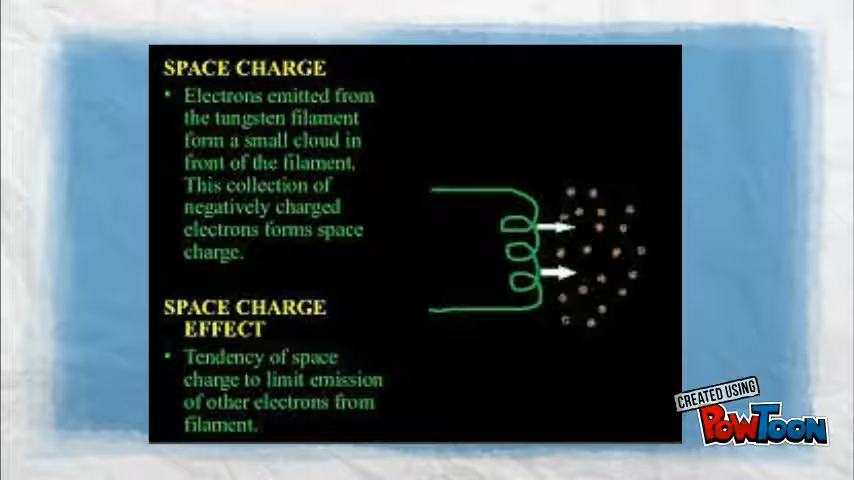 SPACE CHARGE
• Electrons emitted from
the tungsten filament
form a small cloud in
front of the filament.
This collection of
negatively charged
electrons forms space
charge.
SPACE CHARGE
EFFECT
• Tendency of space
charge to limit emission
of other electrons from
filament.
CREATED USING
POWTOON